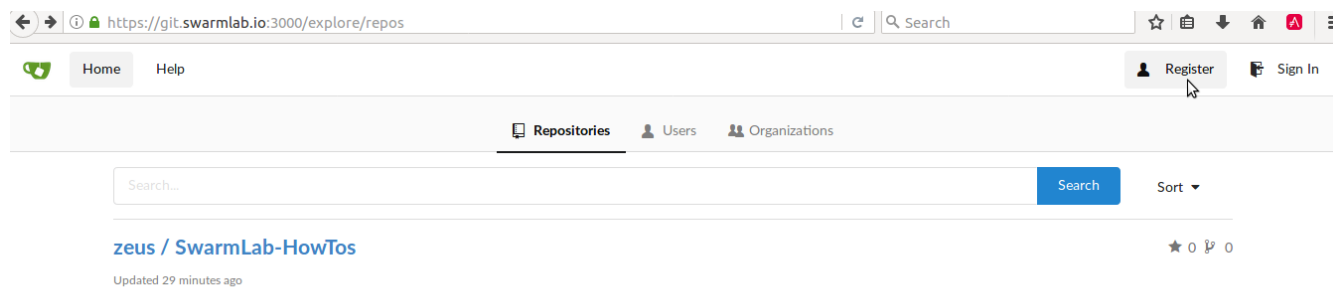 https://git.swarmlab.io:3000/explore/repos Search
Home Help Register Sign In
Repositories Users Organizations
Search... Search Sort
zeus / SwarmLab-HowTos 0 0
Updated 29 minutes ago